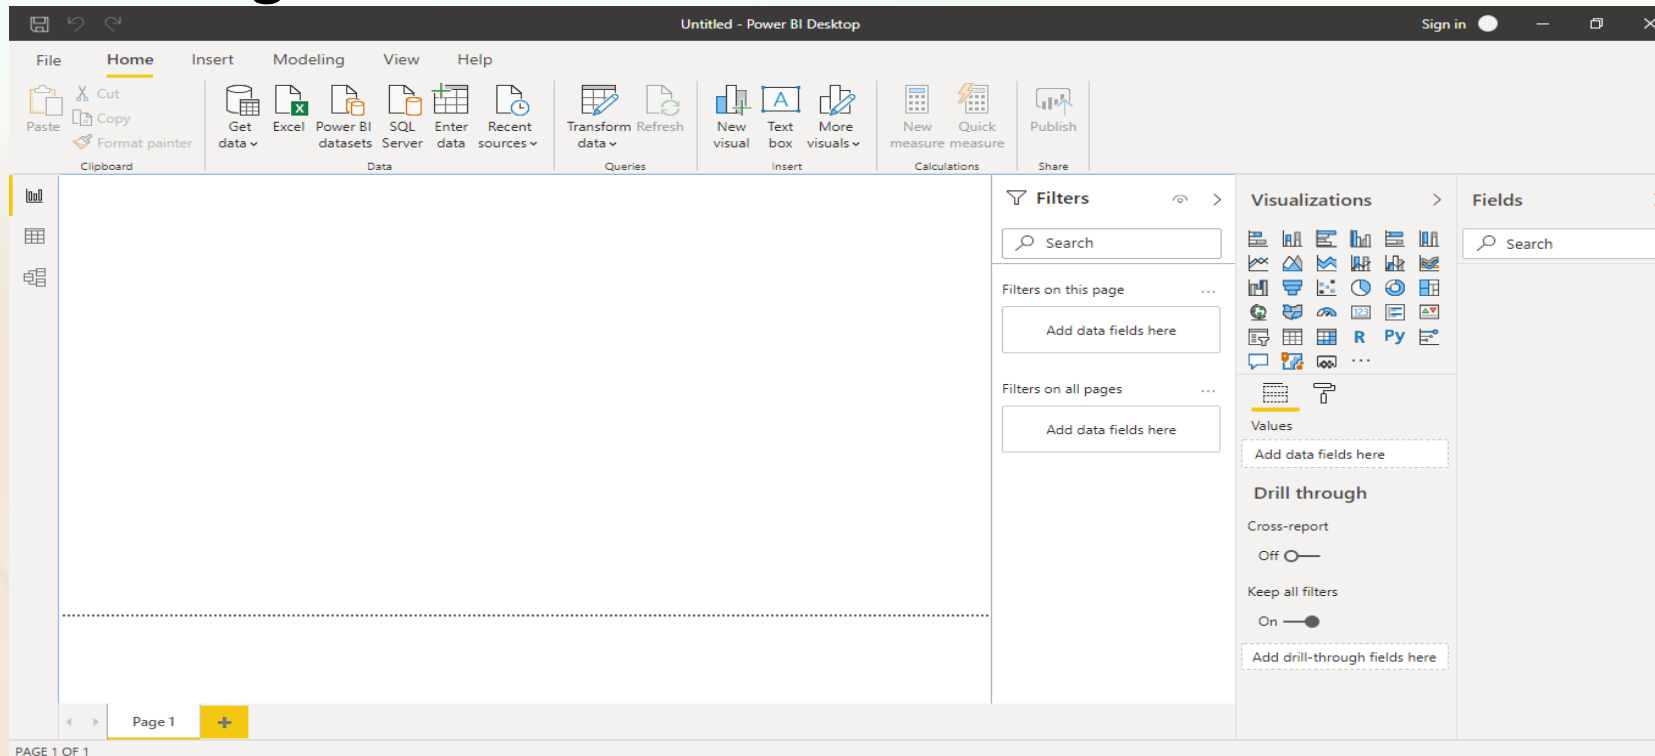 Untitled - Power BI Desktop
Sign in
File Home Insert Modeling View Help
Paste
Cut
Copy
Format painter
Clipboard
Get data
Excel
Power BI datasets
SQL Server
Enter data
Recent sources
Data
Transform data
Refresh
Queries
New visual
A
Text box
More visuals
Insert
New measure
Quick measure
Calculations
Publish
Share
Filters
Search
Filters on this page
Add data fields here
Filters on all pages
Add data fields here
Visualizations
123
R Py
Values
Add data fields here
Drill through
Cross-report
Off
Keep all filters
On
Add drill-through fields here
Fields
Search
Page 1
PAGE 1 OF 1